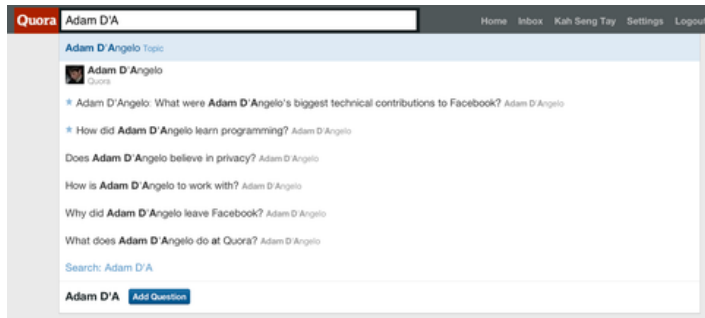 Quora Adam D'A Home Inbox Kah Seng Tay Settings Logout
Adam D'Angelo Topic
Adam D'Angelo
Quora
* Adam D'Angelo: What were Adam D'Angelo's biggest technical contributions to Facebook? Adam D'Angelo
* How did Adam D'Angelo learn programming? Adam D'Angelo
Does Adam D'Angelo believe in privacy? Adam D'Angelo
How is Adam D'Angelo to work with? Adam D'Angelo
Why did Adam D'Angelo leave Facebook? Adam D'Angelo
What does Adam D'Angelo do at Quora? Adam D'Angelo
Search: Adam D'A
Adam D'A Add Question